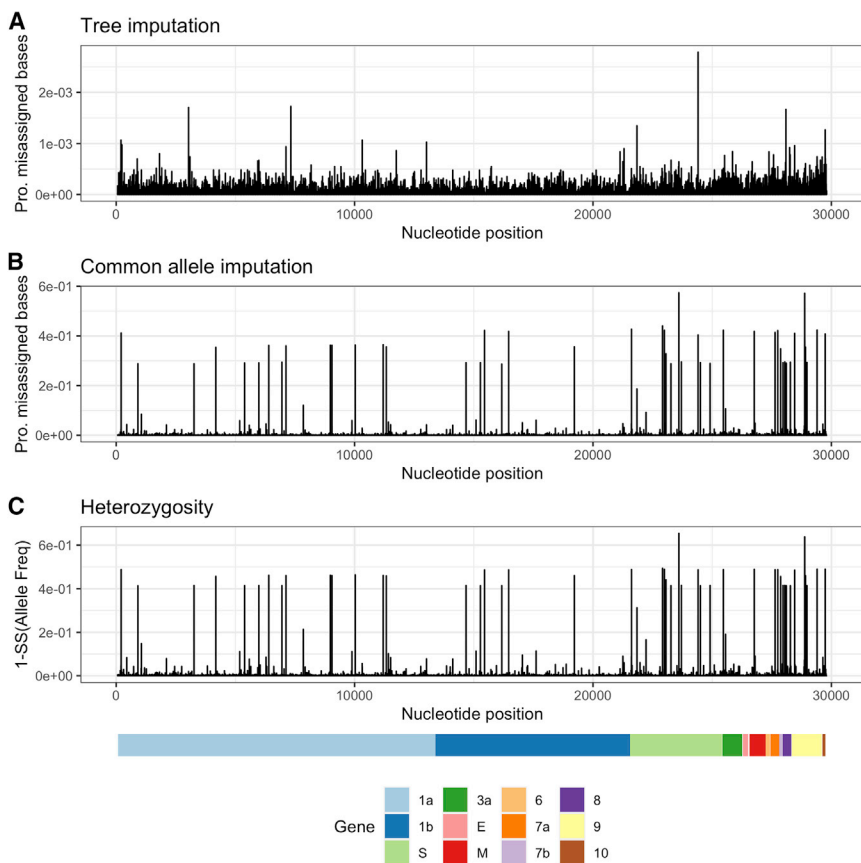 A
Tree imputation
Pro. misassigned bases
2e-03
1e-03
0e+00
0 10000 20000 30000
Nucleotide position
B
Common allele imputation
Pro. misassigned bases
6e-01
4e-01
2e-01
0e+00
0 10000 20000 30000
Nucleotide position
C
Heterozygosity
1-SS(Allele Freq)
6e-01
4e-01
2e-01
0e+00
0 10000 20000 30000
Nucleotide position
1a 3a 6 8
Gene 1b E 7a 9
S M 7b 10